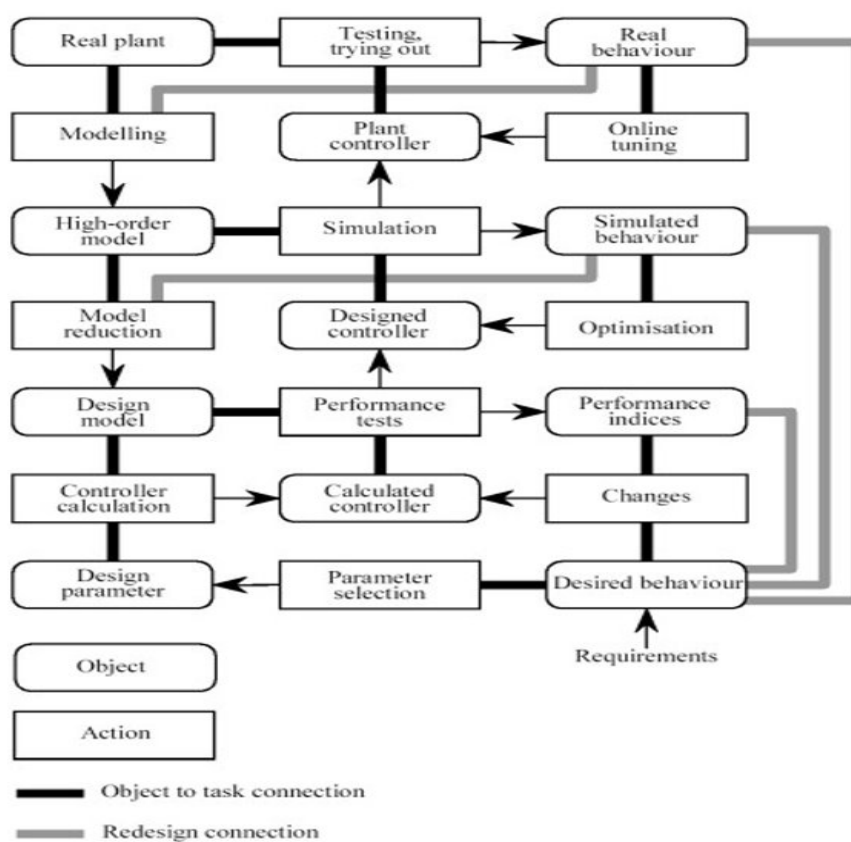 Real plant
Testing,
trying out
Real
behaviour
Modelling
Plant
controller
Online
tuning
High-order
model
Simulation
Simulated
behaviour
Model
reduction
Designed
controller
Optimisation
Design
model
Performance
tests
Performance
indices
Controller
calculation
Calculated
controller
Changes
Design
parameter
Parameter
selection
Desired behaviour
Requirements
Object
Action
Object to task connection
Redesign connection